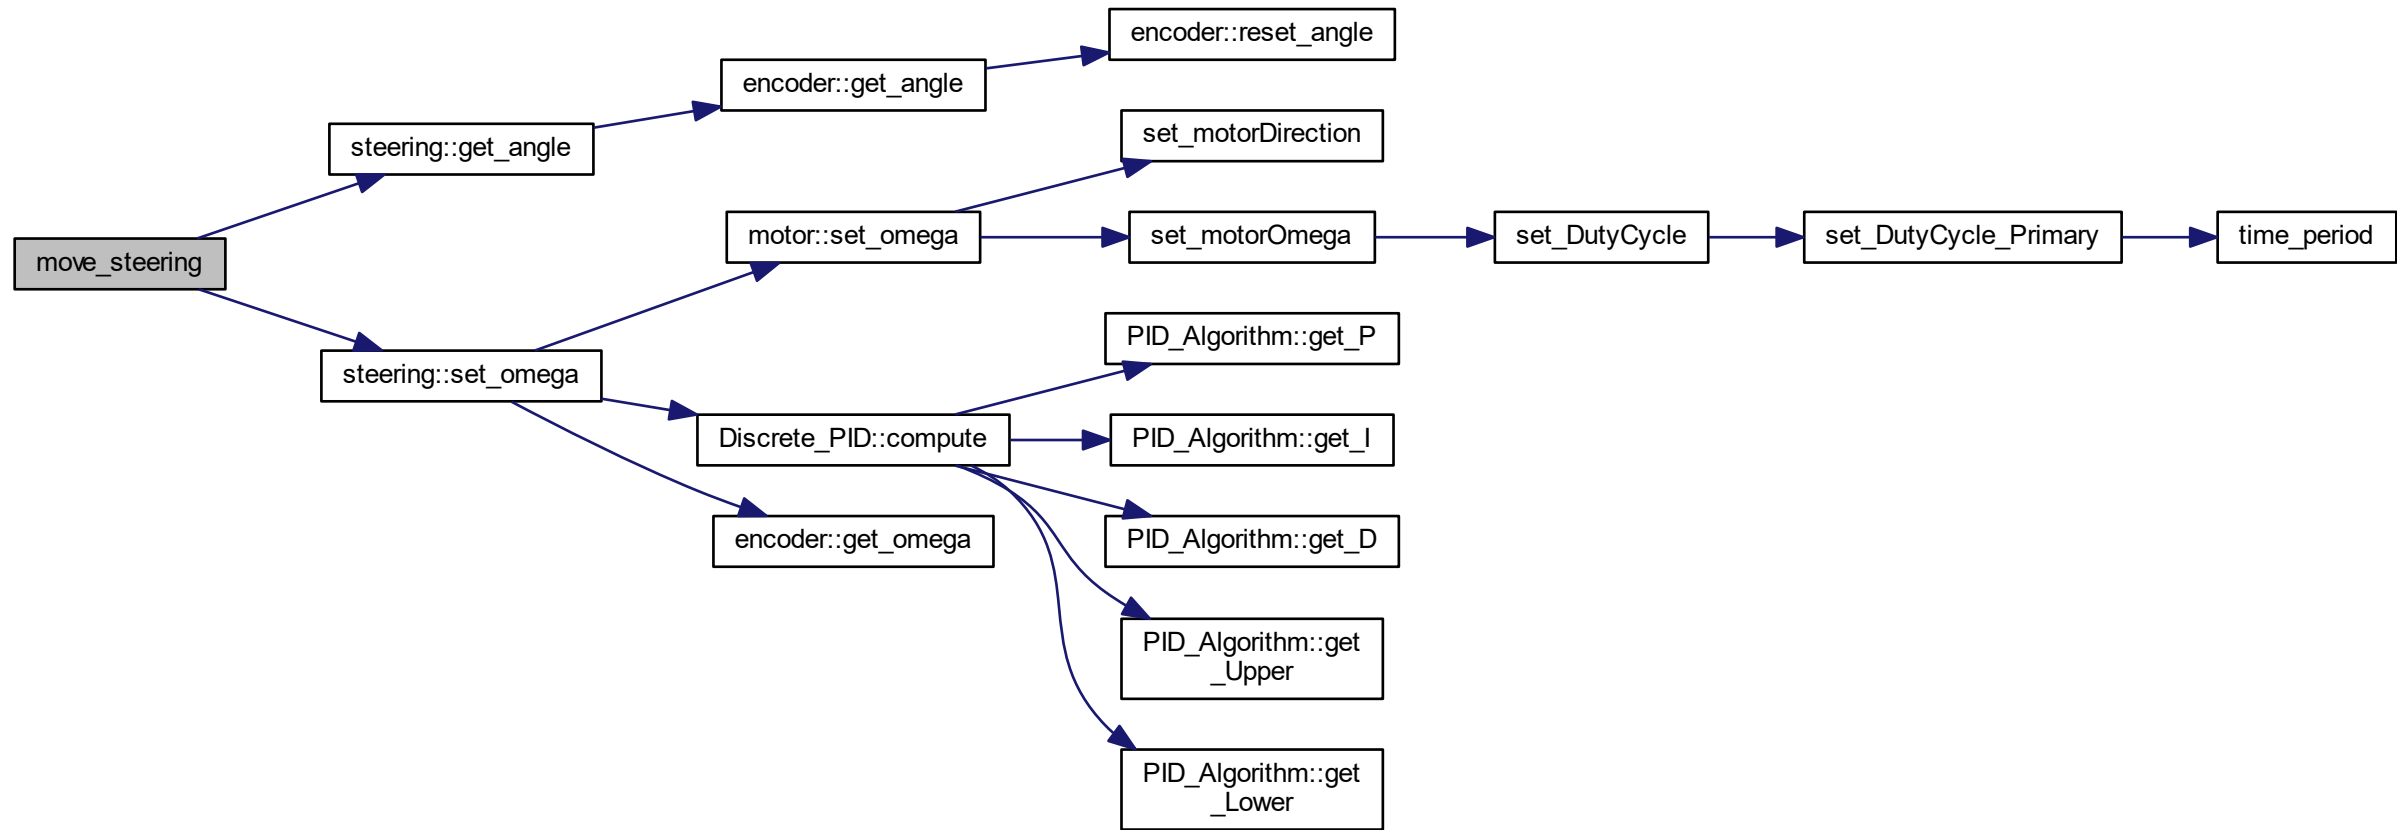 encoder::reset_angle
encoder::get_angle
set_motorDirection
steering::get_angle
motor::set_omega
set_motorOmega
set_DutyCycle
set_DutyCycle_Primary
time_period
move_steering
PID_Algorithm::get_P
steering::set_omega
Discrete_PID::compute
PID_Algorithm::get_I
encoder::get_omega
PID_Algorithm::get_D
PID_Algorithm::get
_Upper
PID_Algorithm::get
_Lower